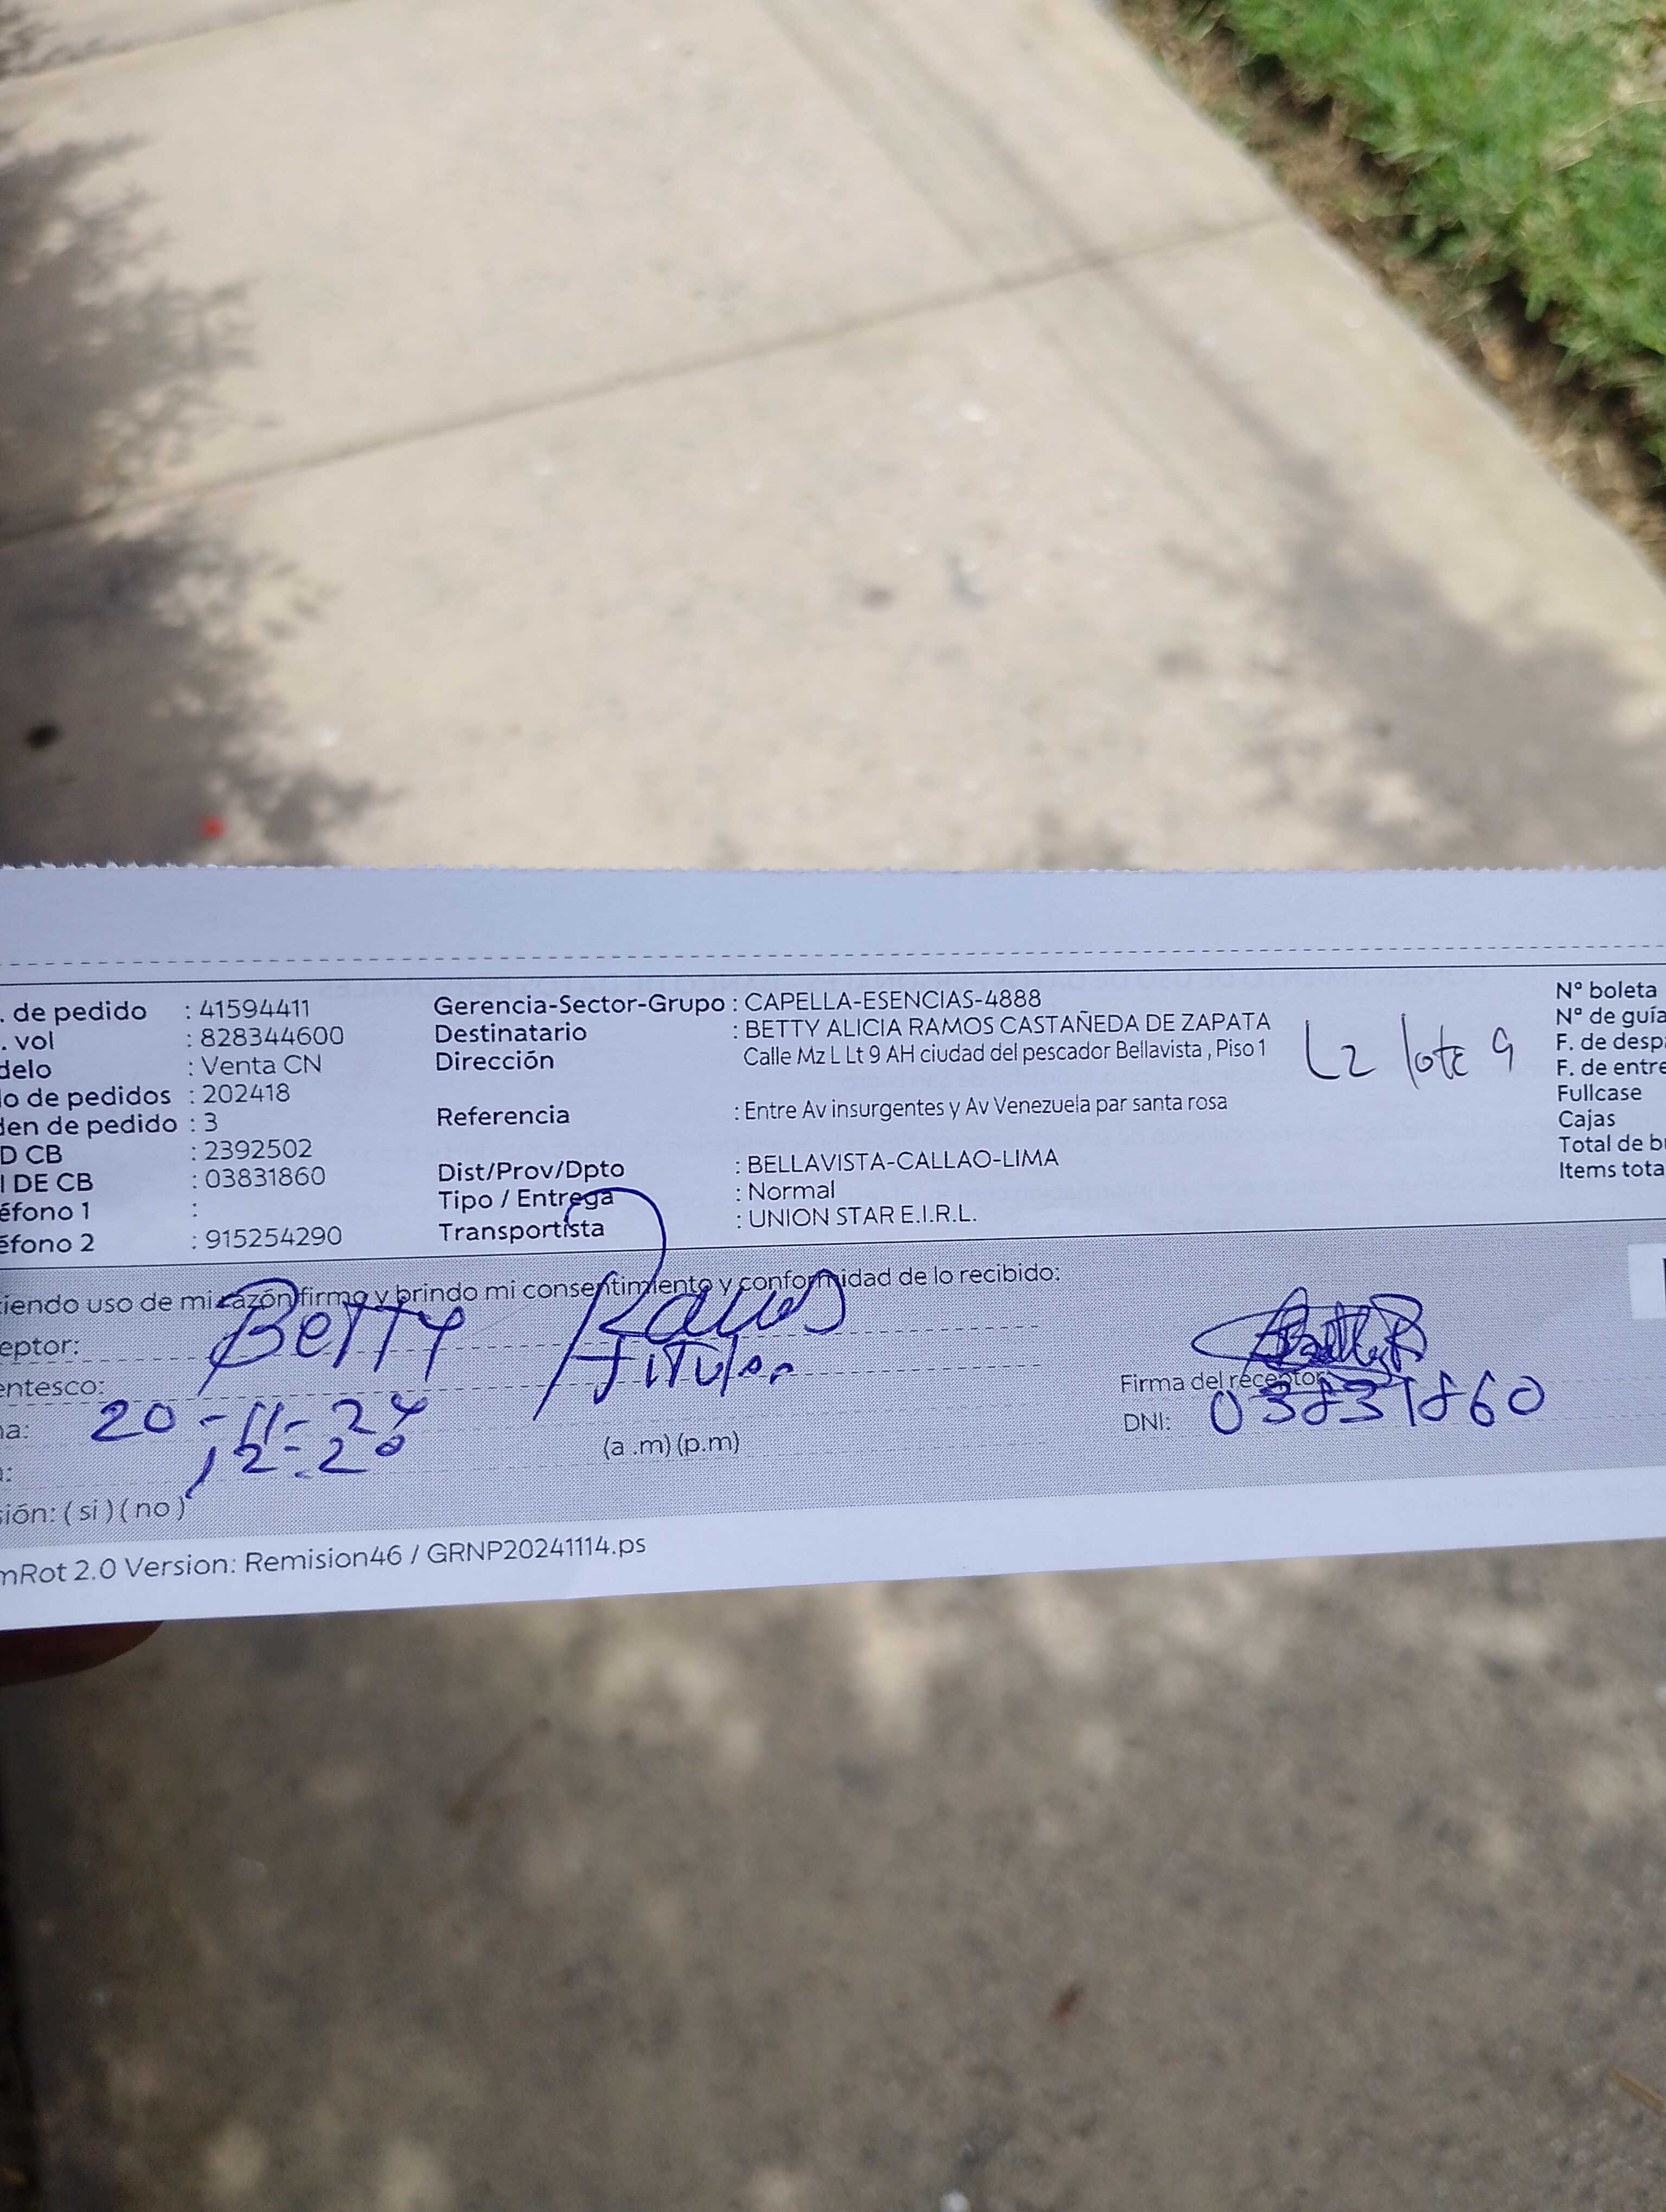 . de pedido : 41594411
. vol : 828344600
delo : Venta CN
o de pedidos : 202418
den de pedido : 3
D CB : 2392502
I DE CB : 03831860
éfono 1 :
éfono 2 : 915254290
Gerencia-Sector-Grupo : CAPELLA-ESENCIAS-4888
Destinatario : BETTY ALICIA RAMOS CASTAÑEDA DE ZAPATA
Dirección Calle Mz L Lt 9 AH ciudad del pescador Bellavista , Piso 1
L2 lote 9
Referencia : Entre Av insurgentes y Av Venezuela par santa rosa
Dist/Prov/Dpto : BELLAVISTA-CALLAO-LIMA
Tipo / Entrega : Normal
Transportista : UNION STAR E.I.R.L.
N° boleta
N° de guía
F. de desp
F. de entre
Fullcase
Cajas
Total de b
Items tota
iendo uso de mi razón firmo y brindo mi consentimiento y conformidad de lo recibido:
eptor: Betty Ramos
entesco: titular
a: 20-11-24
: 12:20 (a .m) (p.m)
sión: ( si ) ( no )
Firma del receptor
DNI: 03831860
mRot 2.0 Version: Remision46 / GRNP20241114.ps